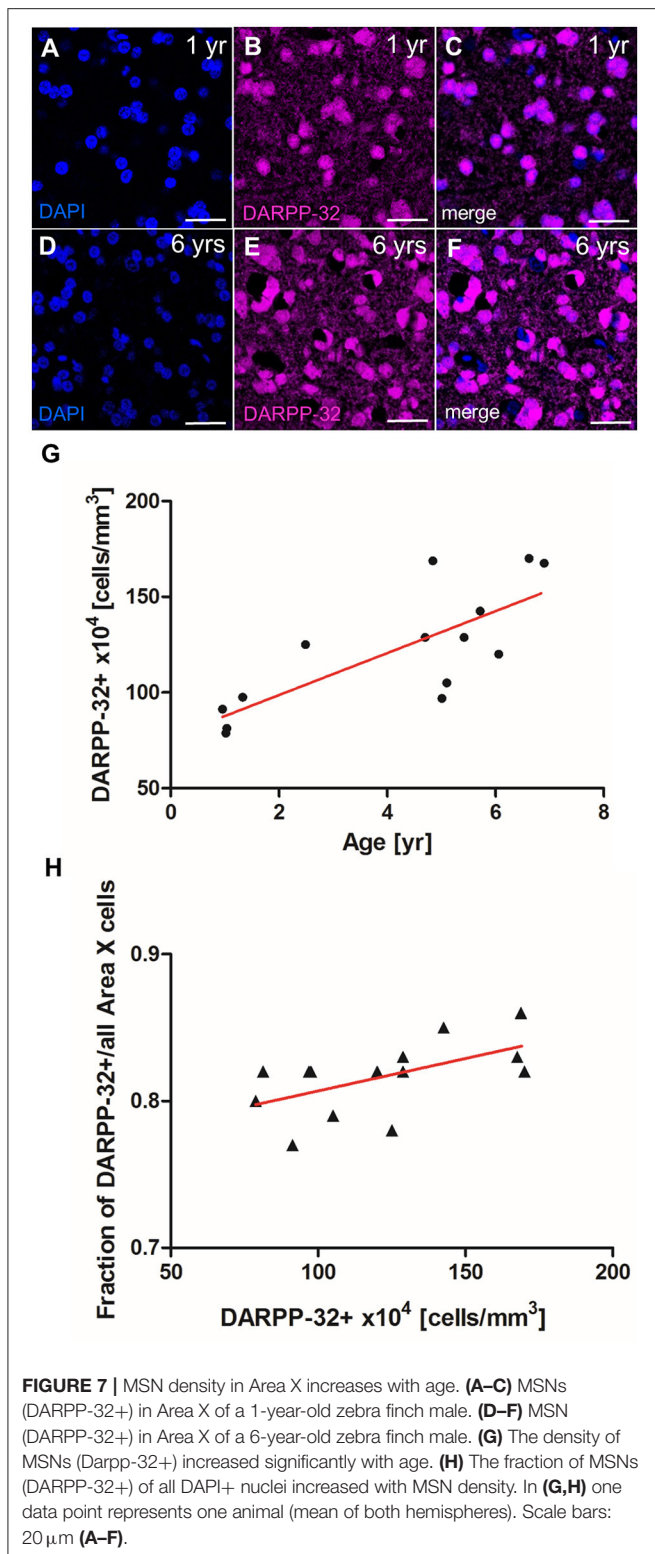 A 1 yr B 1 yr C 1 yr
DAPI DARPP-32 merge
D 6 yrs E 6 yrs F 6 yrs
DAPI DARPP-32 merge
G
DARPP-32+ x10⁴ [cells/mm³]
200
150
100
50
0 2 4 6 8
Age [yr]
H
Fraction of DARPP-32+/all Area X cells
0.9
0.8
0.7
50 100 150 200
DARPP-32+ x10⁴ [cells/mm³]
FIGURE 7 | MSN density in Area X increases with age. (A–C) MSNs
(DARPP-32+) in Area X of a 1-year-old zebra finch male. (D–F) MSN
(DARPP-32+) in Area X of a 6-year-old zebra finch male. (G) The density of
MSNs (Darpp-32+) increased significantly with age. (H) The fraction of MSNs
(DARPP-32+) of all DAPI+ nuclei increased with MSN density. In (G,H) one
data point represents one animal (mean of both hemispheres). Scale bars:
20 μm (A–F).